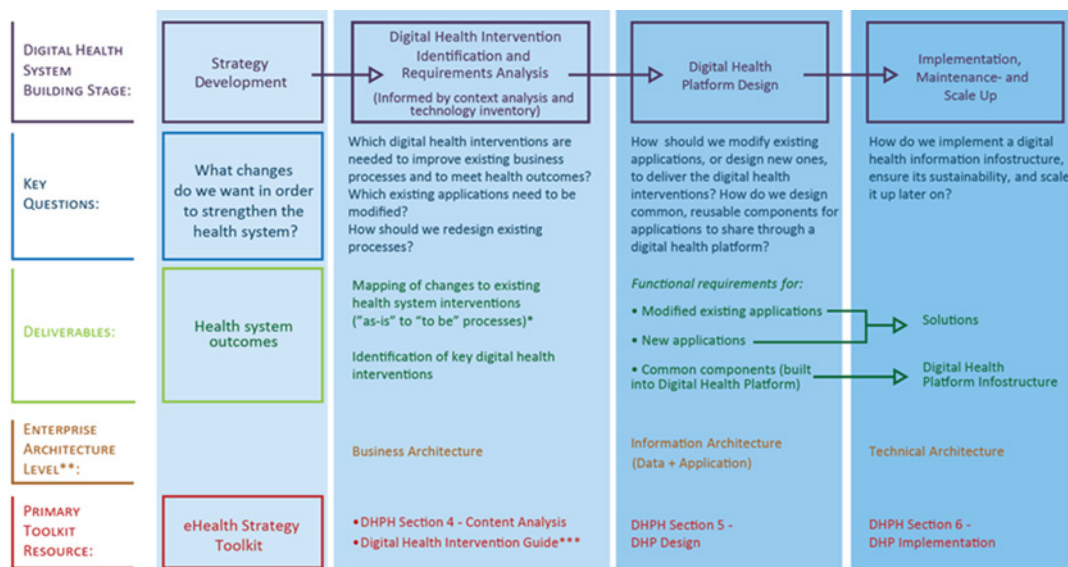 DIGITAL HEALTH
SYSTEM
BUILDING STAGE:
Strategy
Development
Digital Health Intervention
Identification and
Requirements Analysis
(Informed by context analysis and
technology inventory)
Digital Health
Platform Design
Implementation,
Maintenance- and
Scale Up
KEY
QUESTIONS:
What changes
do we want in order
to strengthen the
health system?
Which digital health interventions are
needed to improve existing business
processes and to meet health outcomes?
Which existing applications need to be
modified?
How should we redesign existing
processes?
How should we modify existing
applications, or design new ones,
to deliver the digital health
interventions? How do we design
common, reusable components for
applications to share through a
digital health platform?
How do we implement a digital
health information infostructure,
ensure its sustainability, and scale
it up later on?
DELIVERABLES:
Health system
outcomes
Mapping of changes to existing
health system interventions
("as-is" to "to be" processes)*
Identification of key digital health
interventions
Functional requirements for:
• Modified existing applications
• New applications
• Common components (built
into Digital Health Platform)
Solutions
Digital Health
Platform Infostructure
ENTERPRISE
ARCHITECTURE
LEVEL**:
Business Architecture
Information Architecture
(Data + Application)
Technical Architecture
PRIMARY
TOOLKIT
RESOURCE:
eHealth Strategy
Toolkit
•DHPH Section 4 - Content Analysis
•Digital Health Intervention Guide***
DHPH Section 5 -
DHP Design
DHPH Section 6 -
DHP Implementation